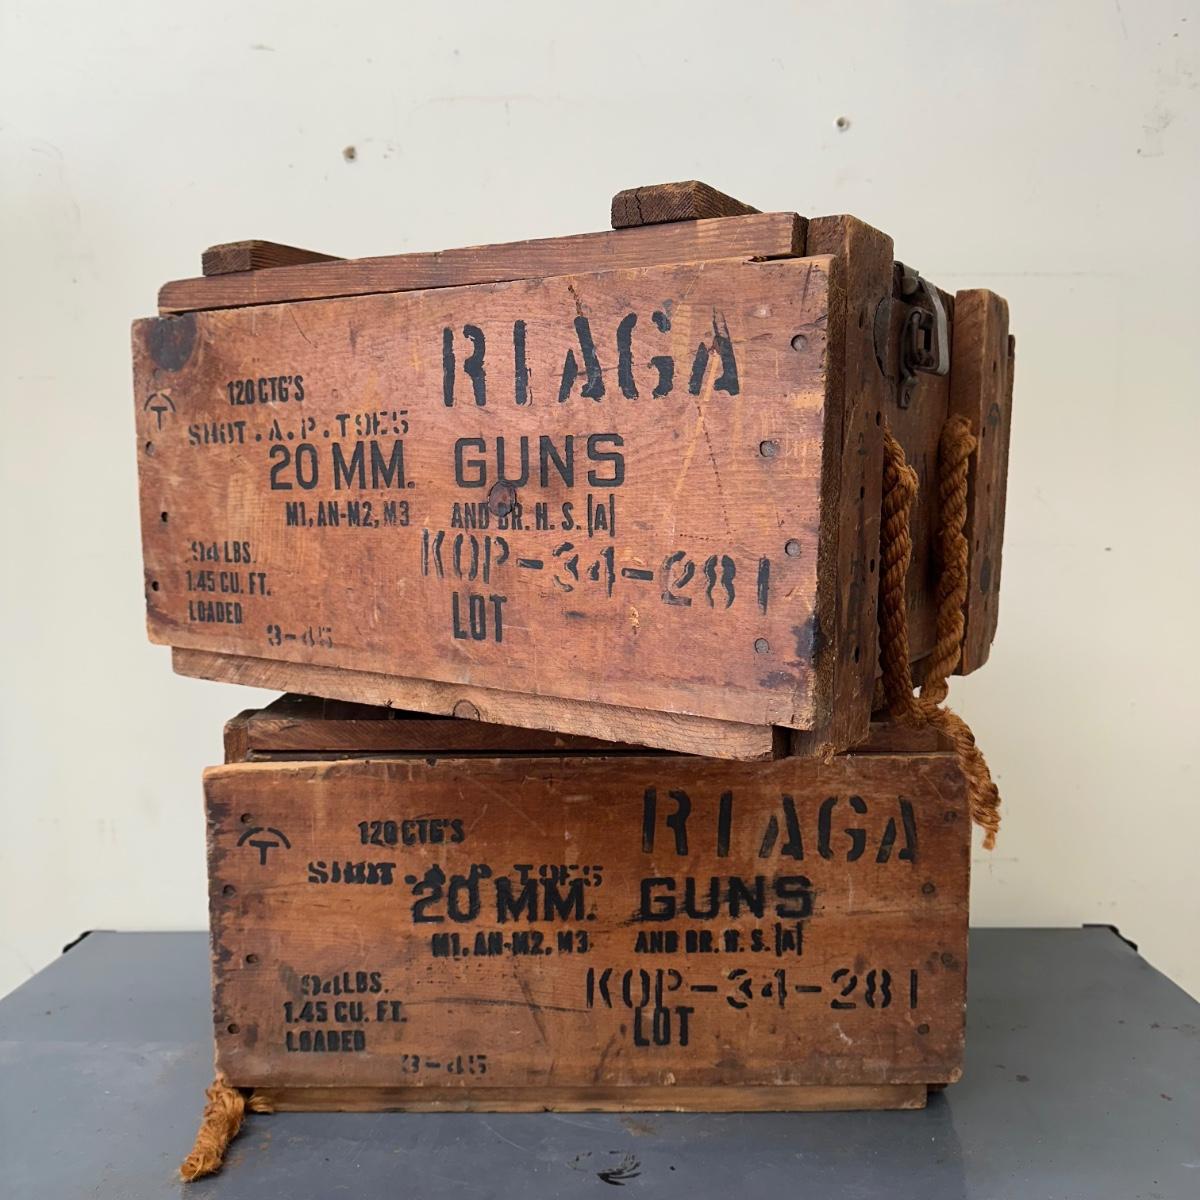 RIAGA
120 CTG'S
SHOT.A.P.T9E5
20 MM. GUNS
M1, AN-M2, M3 AND BR. H. S. |A|
KOP-34-281
94 LBS.
1.45 CU. FT.
LOADED
LOT
3-45
T
RIAGA
120 CTG'S
SHOT.A.P.T9E5
20 MM. GUNS
M1, AN-M2, M3 AND BR. H. S. |A|
KOP-34-281
94 LBS.
1.45 CU. FT.
LOADED
LOT
3-45
T